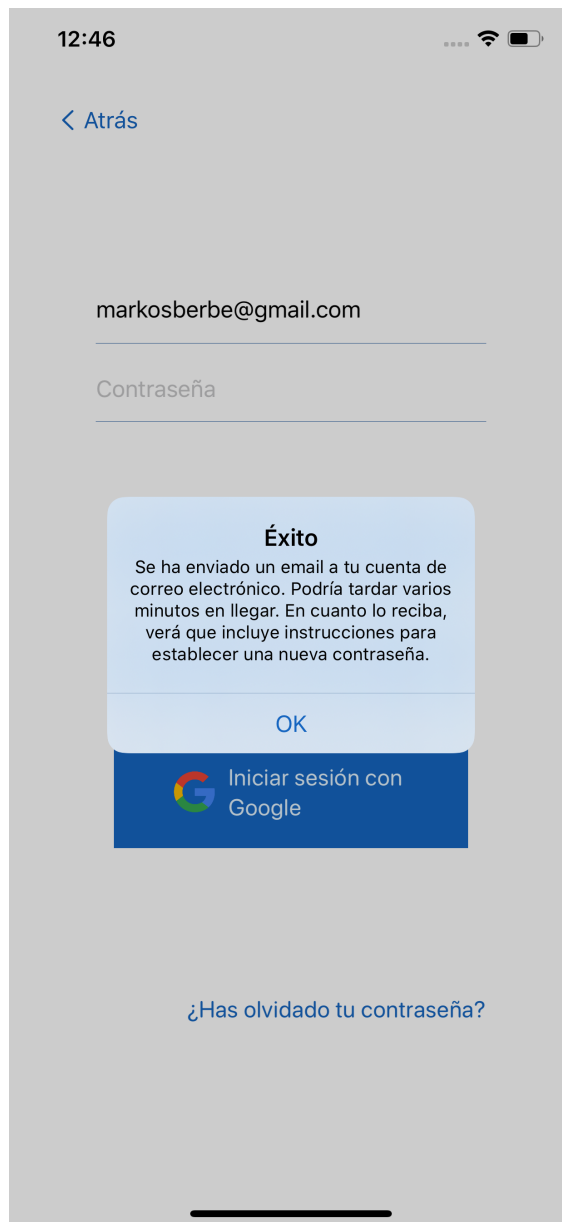 12:46
Atrás
markosberbe@gmail.com
Contraseña
Éxito
Se ha enviado un email a tu cuenta de
correo electrónico. Podría tardar varios
minutos en llegar. En cuanto lo reciba,
verá que incluye instrucciones para
establecer una nueva contraseña.
OK
Iniciar sesión con
Google
¿Has olvidado tu contraseña?